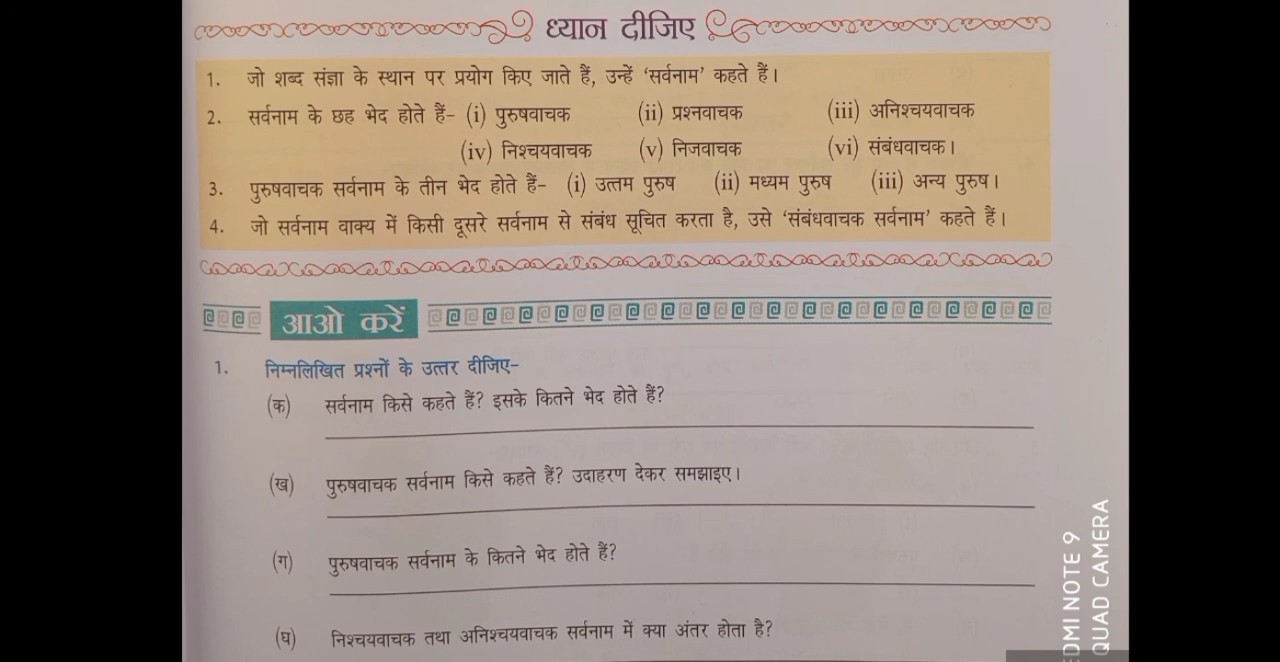 ध्यान दीजिए
1. जो शब्द संज्ञा के स्थान पर प्रयोग किए जाते हैं, उन्हें ‘सर्वनाम’ कहते हैं।
2. सर्वनाम के छह भेद होते हैं- (i) पुरुषवाचक (ii) प्रश्नवाचक (iii) अनिश्चयवाचक
(iv) निश्चयवाचक (v) निजवाचक (vi) संबंधवाचक।
3. पुरुषवाचक सर्वनाम के तीन भेद होते हैं- (i) उत्तम पुरुष (ii) मध्यम पुरुष (iii) अन्य पुरुष।
4. जो सर्वनाम वाक्य में किसी दूसरे सर्वनाम से संबंध सूचित करता है, उसे ‘संबंधवाचक सर्वनाम’ कहते हैं।
आओ करें
1. निम्नलिखित प्रश्नों के उत्तर दीजिए-
(क) सर्वनाम किसे कहते हैं? इसके कितने भेद होते हैं?
(ख) पुरुषवाचक सर्वनाम किसे कहते हैं? उदाहरण देकर समझाइए।
(ग) पुरुषवाचक सर्वनाम के कितने भेद होते हैं?
(घ) निश्चयवाचक तथा अनिश्चयवाचक सर्वनाम में क्या अंतर होता है?
DMI NOTE 9
QUAD CAMERA